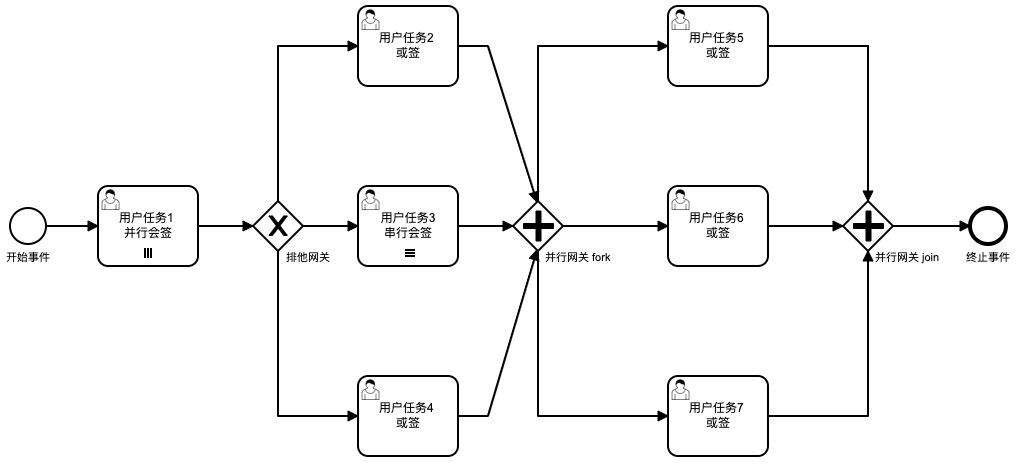 用户任务2
或签
用户任务5
或签
开始事件
用户任务1
并行会签
排他网关
用户任务3
串行会签
并行网关 fork
用户任务6
或签
并行网关 join
终止事件
用户任务4
或签
用户任务7
或签